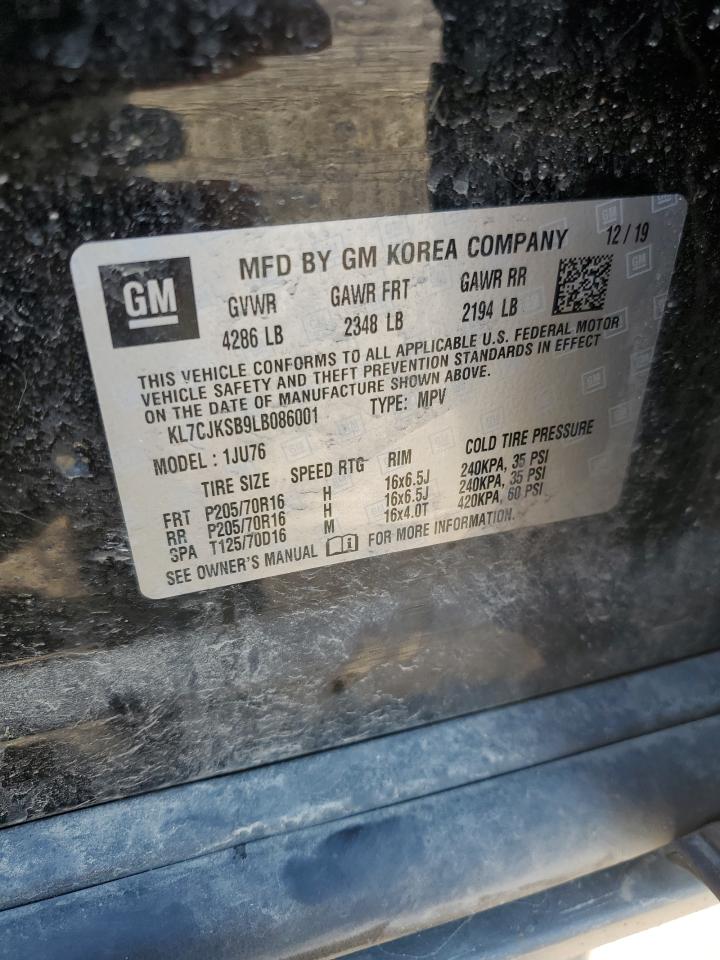 GM
MFD BY GM KOREA COMPANY 12/19
GVWR GAWR FRT GAWR RR
4286 LB 2348 LB 2194 LB
THIS VEHICLE CONFORMS TO ALL APPLICABLE U.S. FEDERAL MOTOR
VEHICLE SAFETY AND THEFT PREVENTION STANDARDS IN EFFECT
ON THE DATE OF MANUFACTURE SHOWN ABOVE.
KL7CJKSB9LB086001 TYPE: MPV
MODEL: 1JU76
TIRE SIZE SPEED RTG RIM COLD TIRE PRESSURE
FRT P205/70R16 H 16x6.5J 240KPA, 35 PSI
RR P205/70R16 H 16x6.5J 240KPA, 35 PSI
SPA T125/70D16 M 16x4.0T 420KPA, 60 PSI
SEE OWNER'S MANUAL FOR MORE INFORMATION.